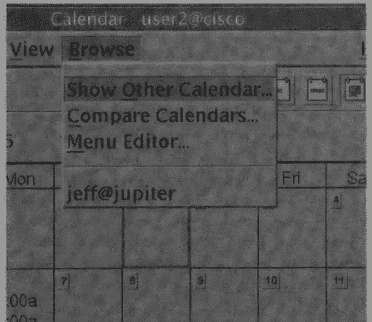 Calendar user2@cisco
View Browse
Show Other Calendar...
Compare Calendars...
Menu Editor...
jeff@jupiter
Mon Fri Sa
4
7 8 9 10 11
:00a
:00a